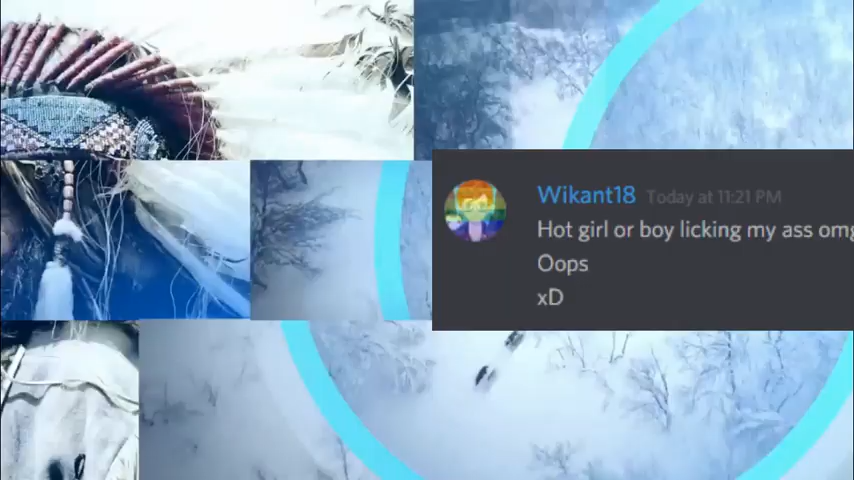 Wikant18 Today at 11:21 PM
Hot girl or boy licking my ass omg
Oops
xD